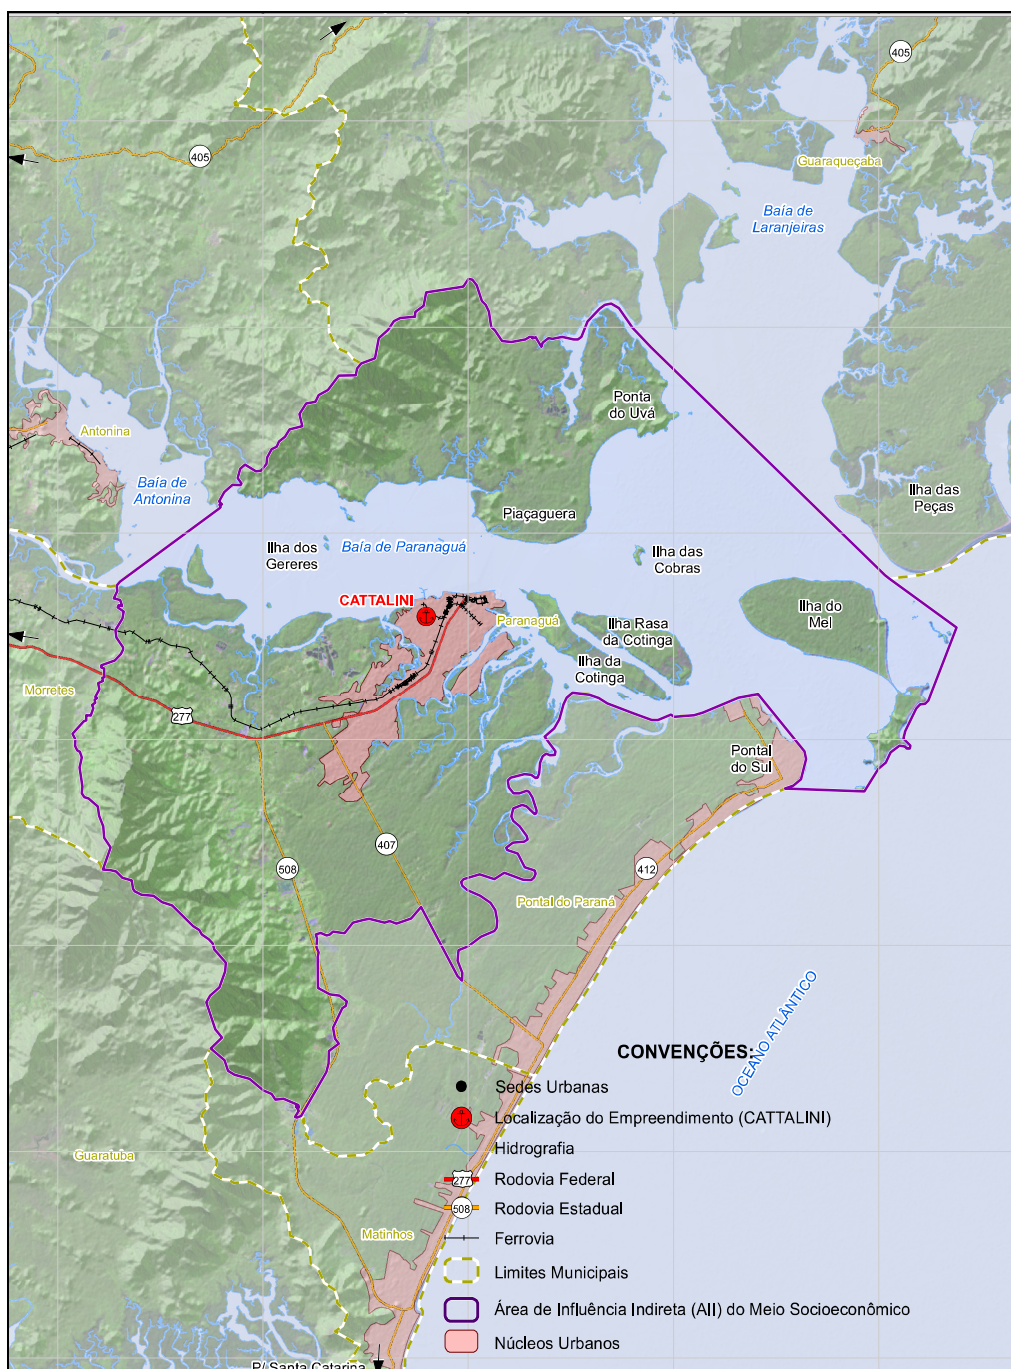 405
405
Guaraqueçaba
Baía de
Laranjeiras
Ponta
do Uvá
Antonina
Baía de
Antonina
Ilha das
Peças
Piaçaguera
Ilha dos
Gereres
Baía de Paranaguá
Ilha das
Cobras
CATTALINI
Paranaguá
Ilha Rasa
da Cotinga
Ilha do
Mel
Ilha da
Cotinga
Morretes
277
Pontal
do Sul
407
508
412
Pontal do Paraná
OCEANO ATLÂNTICO
CONVENÇÕES:
Sedes Urbanas
Localização do Empreendimento (CATTALINI)
Hidrografia
Guaratuba
277
Rodovia Federal
508
Rodovia Estadual
Matinhos
Ferrovia
Limites Municipais
Área de Influência Indireta (AII) do Meio Socioeconômico
Núcleos Urbanos
P/ Santa Catarina